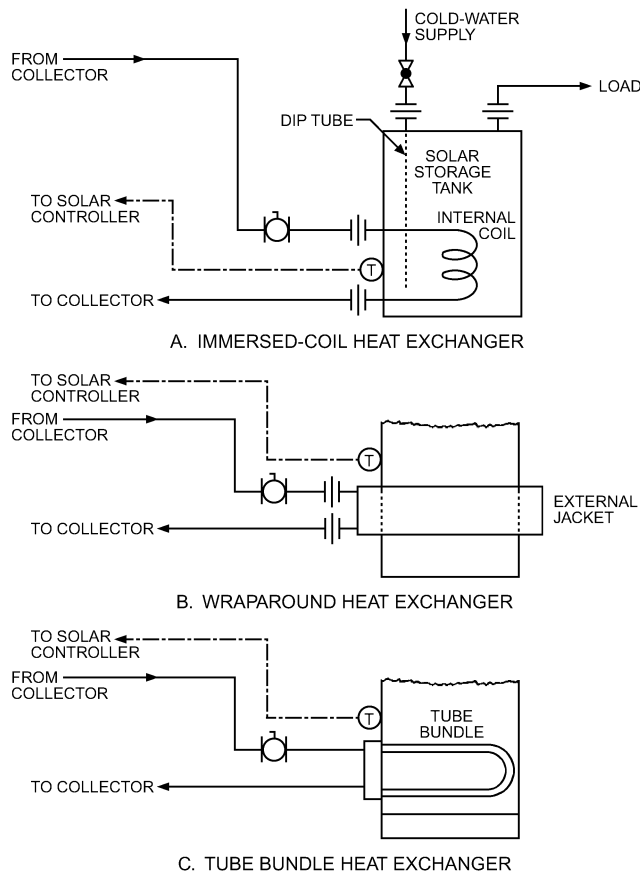 COLD-WATER
SUPPLY
FROM
COLLECTOR
LOAD
DIP TUBE
SOLAR
STORAGE
TANK
TO SOLAR
CONTROLLER
INTERNAL
COIL
T
TO COLLECTOR
A. IMMERSED-COIL HEAT EXCHANGER
TO SOLAR
CONTROLLER
FROM
COLLECTOR
T
EXTERNAL
JACKET
TO COLLECTOR
B. WRAPAROUND HEAT EXCHANGER
TO SOLAR
CONTROLLER
FROM
COLLECTOR
T
TUBE
BUNDLE
TO COLLECTOR
C. TUBE BUNDLE HEAT EXCHANGER